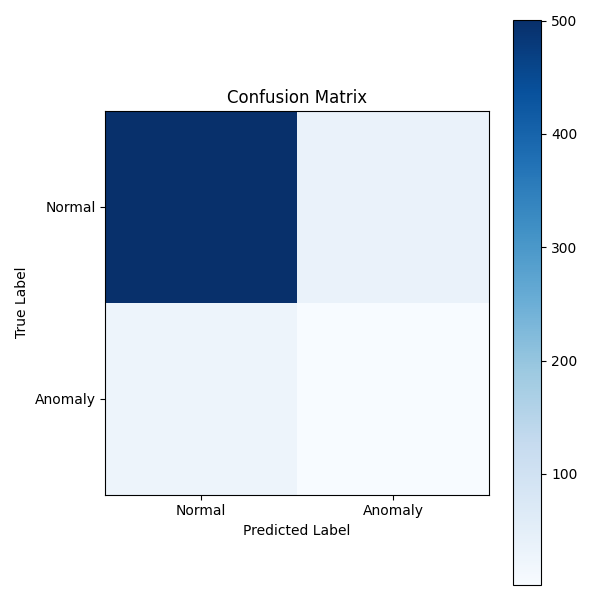 Confusion Matrix
True Label
Normal
Anomaly
Normal Anomaly
Predicted Label
500
400
300
200
100